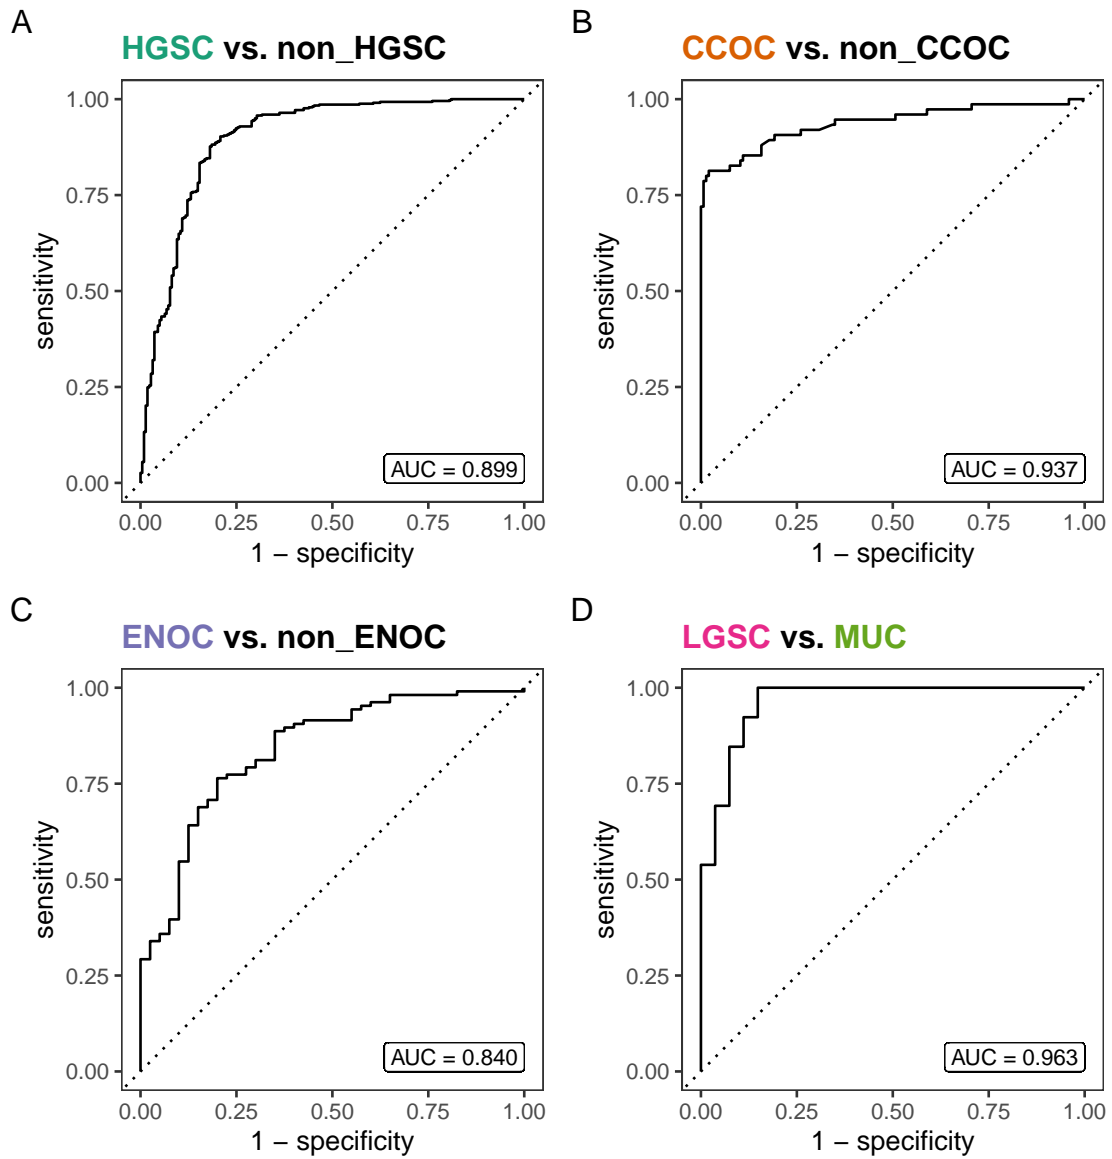 A
HGSC vs. non_HGSC
1.00
0.75
0.50
0.25
0.00
sensitivity
AUC = 0.899
0.00 0.25 0.50 0.75 1.00
1 − specificity
B
CCOC vs. non_CCOC
1.00
0.75
0.50
0.25
0.00
sensitivity
AUC = 0.937
0.00 0.25 0.50 0.75 1.00
1 − specificity
C
ENOC vs. non_ENOC
1.00
0.75
0.50
0.25
0.00
sensitivity
AUC = 0.840
0.00 0.25 0.50 0.75 1.00
1 − specificity
D
LGSC vs. MUC
1.00
0.75
0.50
0.25
0.00
sensitivity
AUC = 0.963
0.00 0.25 0.50 0.75 1.00
1 − specificity